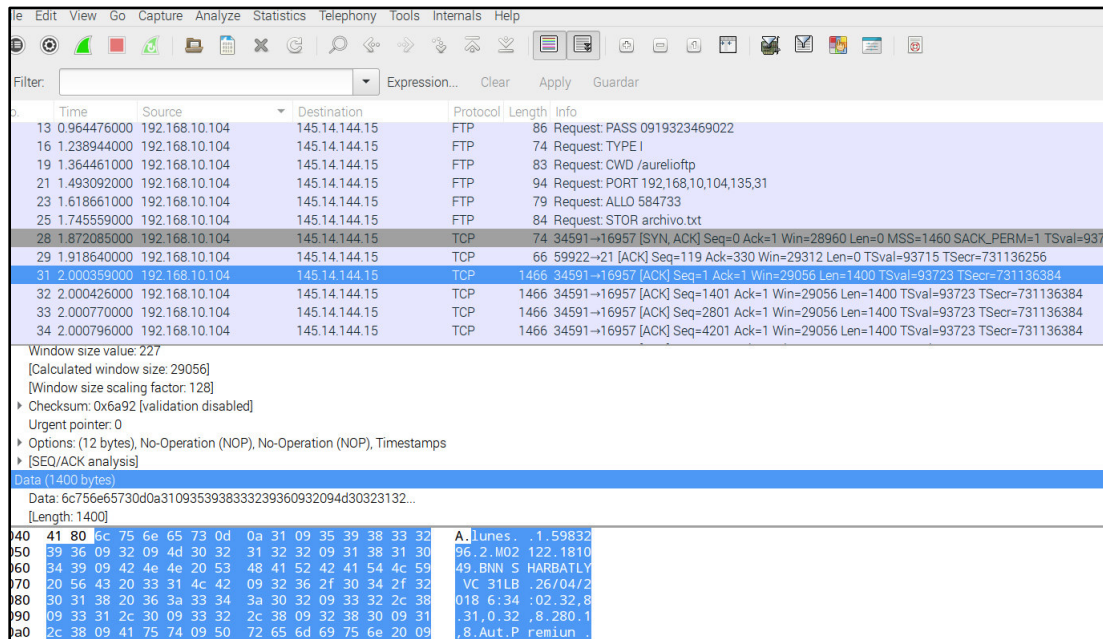 le Edit View Go Capture Analyze Statistics Telephony Tools Internals Help
Filter: Expression... Clear Apply Guardar
o. Time Source Destination Protocol Length Info
13 0.964476000 192.168.10.104 145.14.144.15 FTP 86 Request: PASS 0919323469022
16 1.238944000 192.168.10.104 145.14.144.15 FTP 74 Request: TYPE I
19 1.364461000 192.168.10.104 145.14.144.15 FTP 83 Request: CWD /aurelioftp
21 1.493092000 192.168.10.104 145.14.144.15 FTP 94 Request: PORT 192,168,10,104,135,31
23 1.618661000 192.168.10.104 145.14.144.15 FTP 79 Request: ALLO 584733
25 1.745559000 192.168.10.104 145.14.144.15 FTP 84 Request: STOR archivo.txt
28 1.872085000 192.168.10.104 145.14.144.15 TCP 74 34591→16957 [SYN, ACK] Seq=0 Ack=1 Win=28960 Len=0 MSS=1460 SACK_PERM=1 TSval=937
29 1.918640000 192.168.10.104 145.14.144.15 TCP 66 59922→21 [ACK] Seq=119 Ack=330 Win=29312 Len=0 TSval=93715 TSecr=731136256
31 2.000359000 192.168.10.104 145.14.144.15 TCP 1466 34591→16957 [ACK] Seq=1 Ack=1 Win=29056 Len=1400 TSval=93723 TSecr=731136384
32 2.000426000 192.168.10.104 145.14.144.15 TCP 1466 34591→16957 [ACK] Seq=1401 Ack=1 Win=29056 Len=1400 TSval=93723 TSecr=731136384
33 2.000770000 192.168.10.104 145.14.144.15 TCP 1466 34591→16957 [ACK] Seq=2801 Ack=1 Win=29056 Len=1400 TSval=93723 TSecr=731136384
34 2.000796000 192.168.10.104 145.14.144.15 TCP 1466 34591→16957 [ACK] Seq=4201 Ack=1 Win=29056 Len=1400 TSval=93723 TSecr=731136384
Window size value: 227
[Calculated window size: 29056]
[Window size scaling factor: 128]
Checksum: 0x6a92 [validation disabled]
Urgent pointer: 0
Options: (12 bytes), No-Operation (NOP), No-Operation (NOP), Timestamps
[SEQ/ACK analysis]
Data (1400 bytes)
Data: 6c756e65730d0a3109353938333239360932094d30323132...
[Length: 1400]
040 41 80 6c 75 6e 65 73 0d 0a 31 09 35 39 38 33 32 A.lunes. .1.59832
050 39 36 09 32 09 4d 30 32 31 32 32 09 31 38 31 30 96.2.M02 122.1810
060 34 39 09 42 4e 4e 20 53 48 41 52 42 41 54 4c 59 49.BNN S HARBATLY
070 20 56 43 20 33 31 4c 42 09 32 36 2f 30 34 2f 32 VC 31LB .26/04/2
080 30 31 38 20 36 3a 33 34 3a 30 32 09 33 32 2c 38 018 6:34 :02.32,8
090 09 33 31 2c 30 09 33 32 2c 38 09 32 38 30 09 31 .31,0.32 ,8.280.1
0a0 2c 38 09 41 75 74 09 50 72 65 6d 69 75 6e 20 09 ,8.Aut.P remiun .